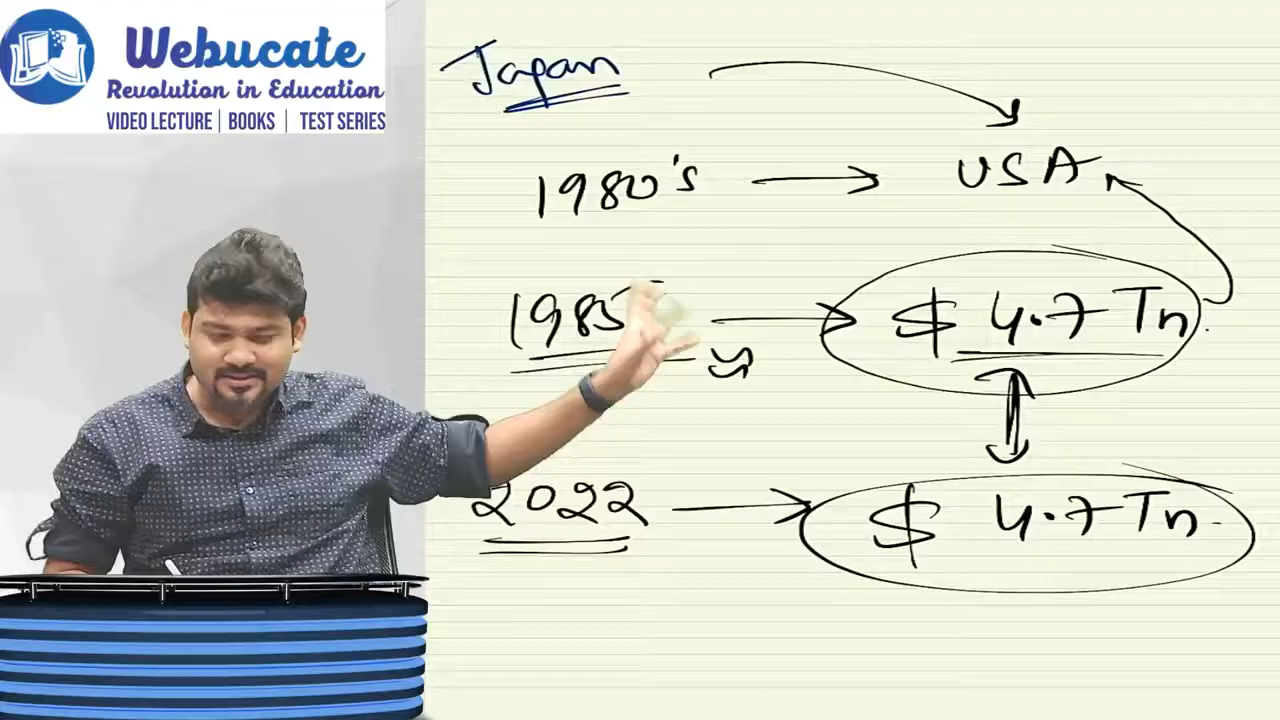 Webucate
Revolution in Education
VIDEO LECTURE | BOOKS | TEST SERIES
Japan
1980's → USA
1985 → $ 4.7 Tn
2022 → $ 4.7 Tn